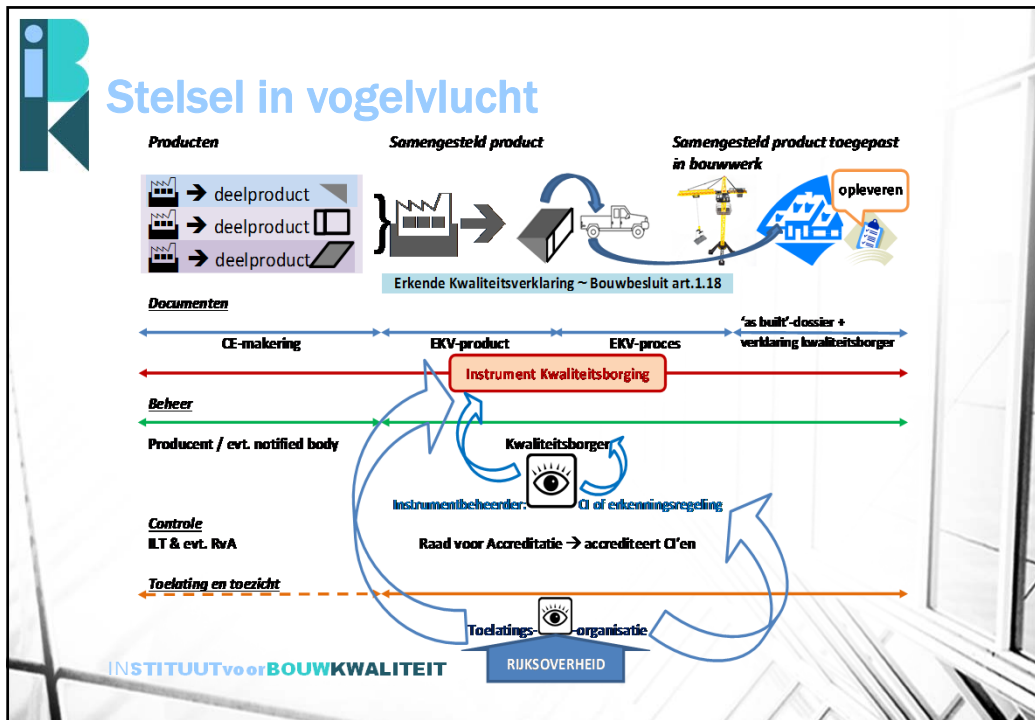 iBK
Stelsel in vogelvlucht
Producten
Samengesteld product
Samengesteld product toegepast
in bouwwerk
➔ deelproduct
➔ deelproduct
➔ deelproduct
opleveren
Erkende Kwaliteitsverklaring ~ Bouwbesluit art.1.18
Documenten
CE-makering
EKV-product
EKV-proces
'as built'-dossier +
verklaring kwaliteitsborger
Instrument Kwaliteitsborging
Beheer
Producent / evt. notified body
Kwaliteitsborger
Instrumentbeheerder:
CI of erkenningsregeling
Controle
ILT & evt. RvA
Raad voor Accreditatie ➔ accrediteert CI'en
Toelating en toezicht
Toelatings- -organisatie
RIJKSOVERHEID
INSTITUUTvoorBOUWKWALITEIT